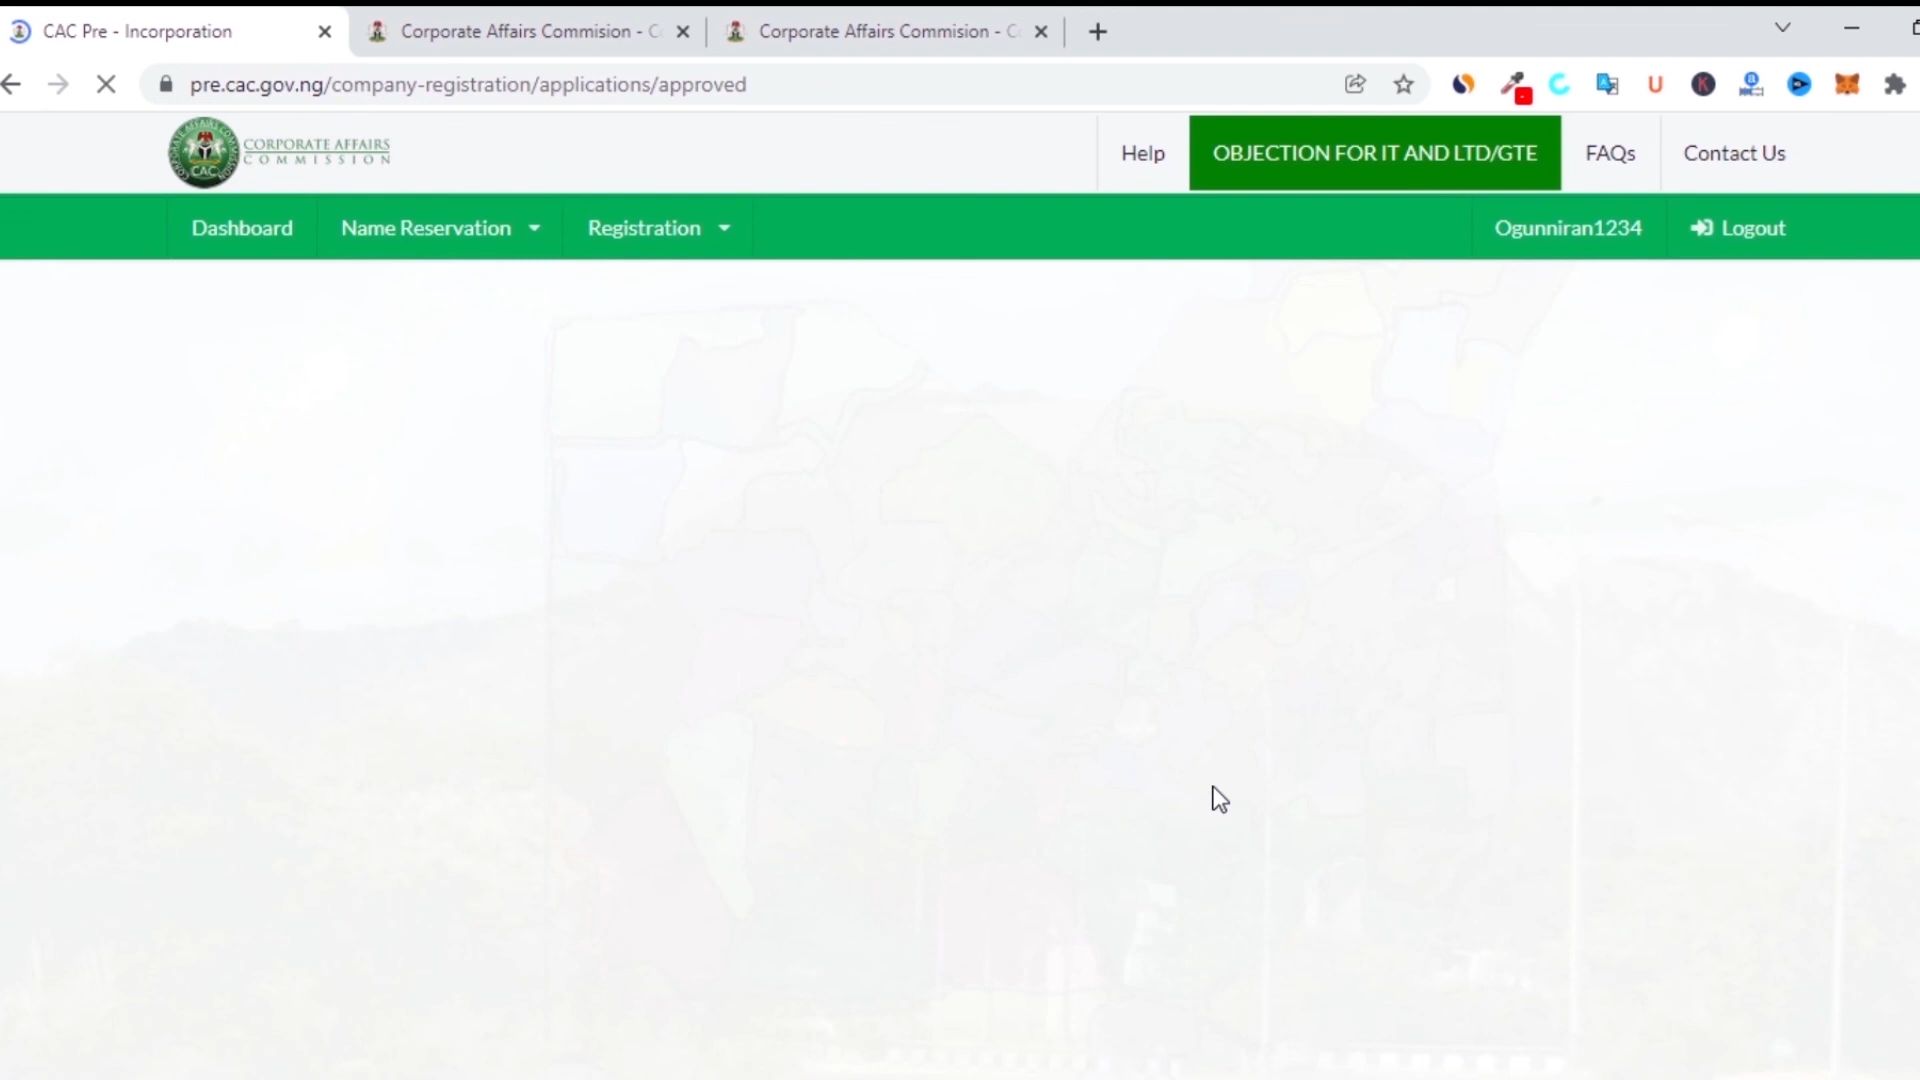 CAC Pre - Incorporation
Corporate Affairs Commision - C
Corporate Affairs Commision - C
pre.cac.gov.ng/company-registration/applications/approved
CORPORATE AFFAIRS
COMMISSION
CAC
Help
OBJECTION FOR IT AND LTD/GTE
FAQs
Contact Us
Dashboard
Name Reservation
Registration
Ogunniran1234
Logout